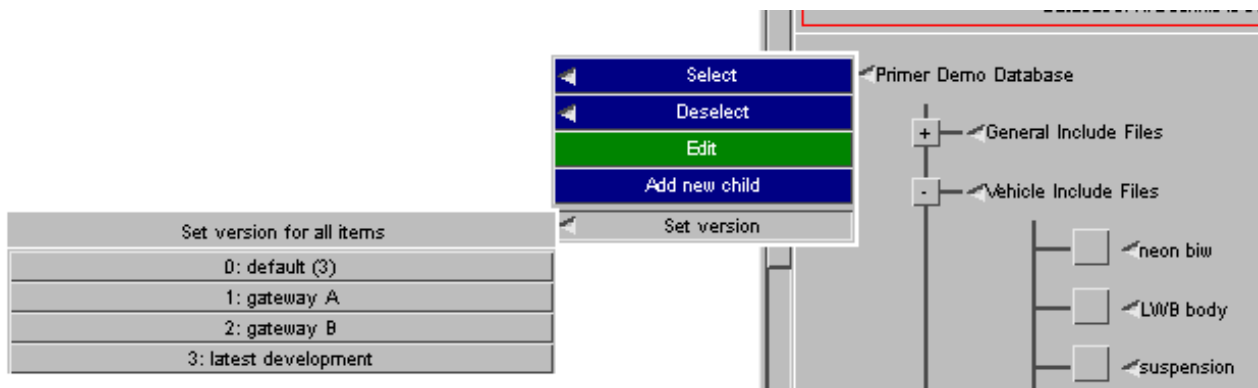 Select
Primer Demo Database
Deselect
+
General Include Files
Edit
Add new child
-
Vehicle Include Files
Set version
Set version for all items
0: default (3)
neon biw
1: gateway A
2: gateway B
LWB body
3: latest development
suspension